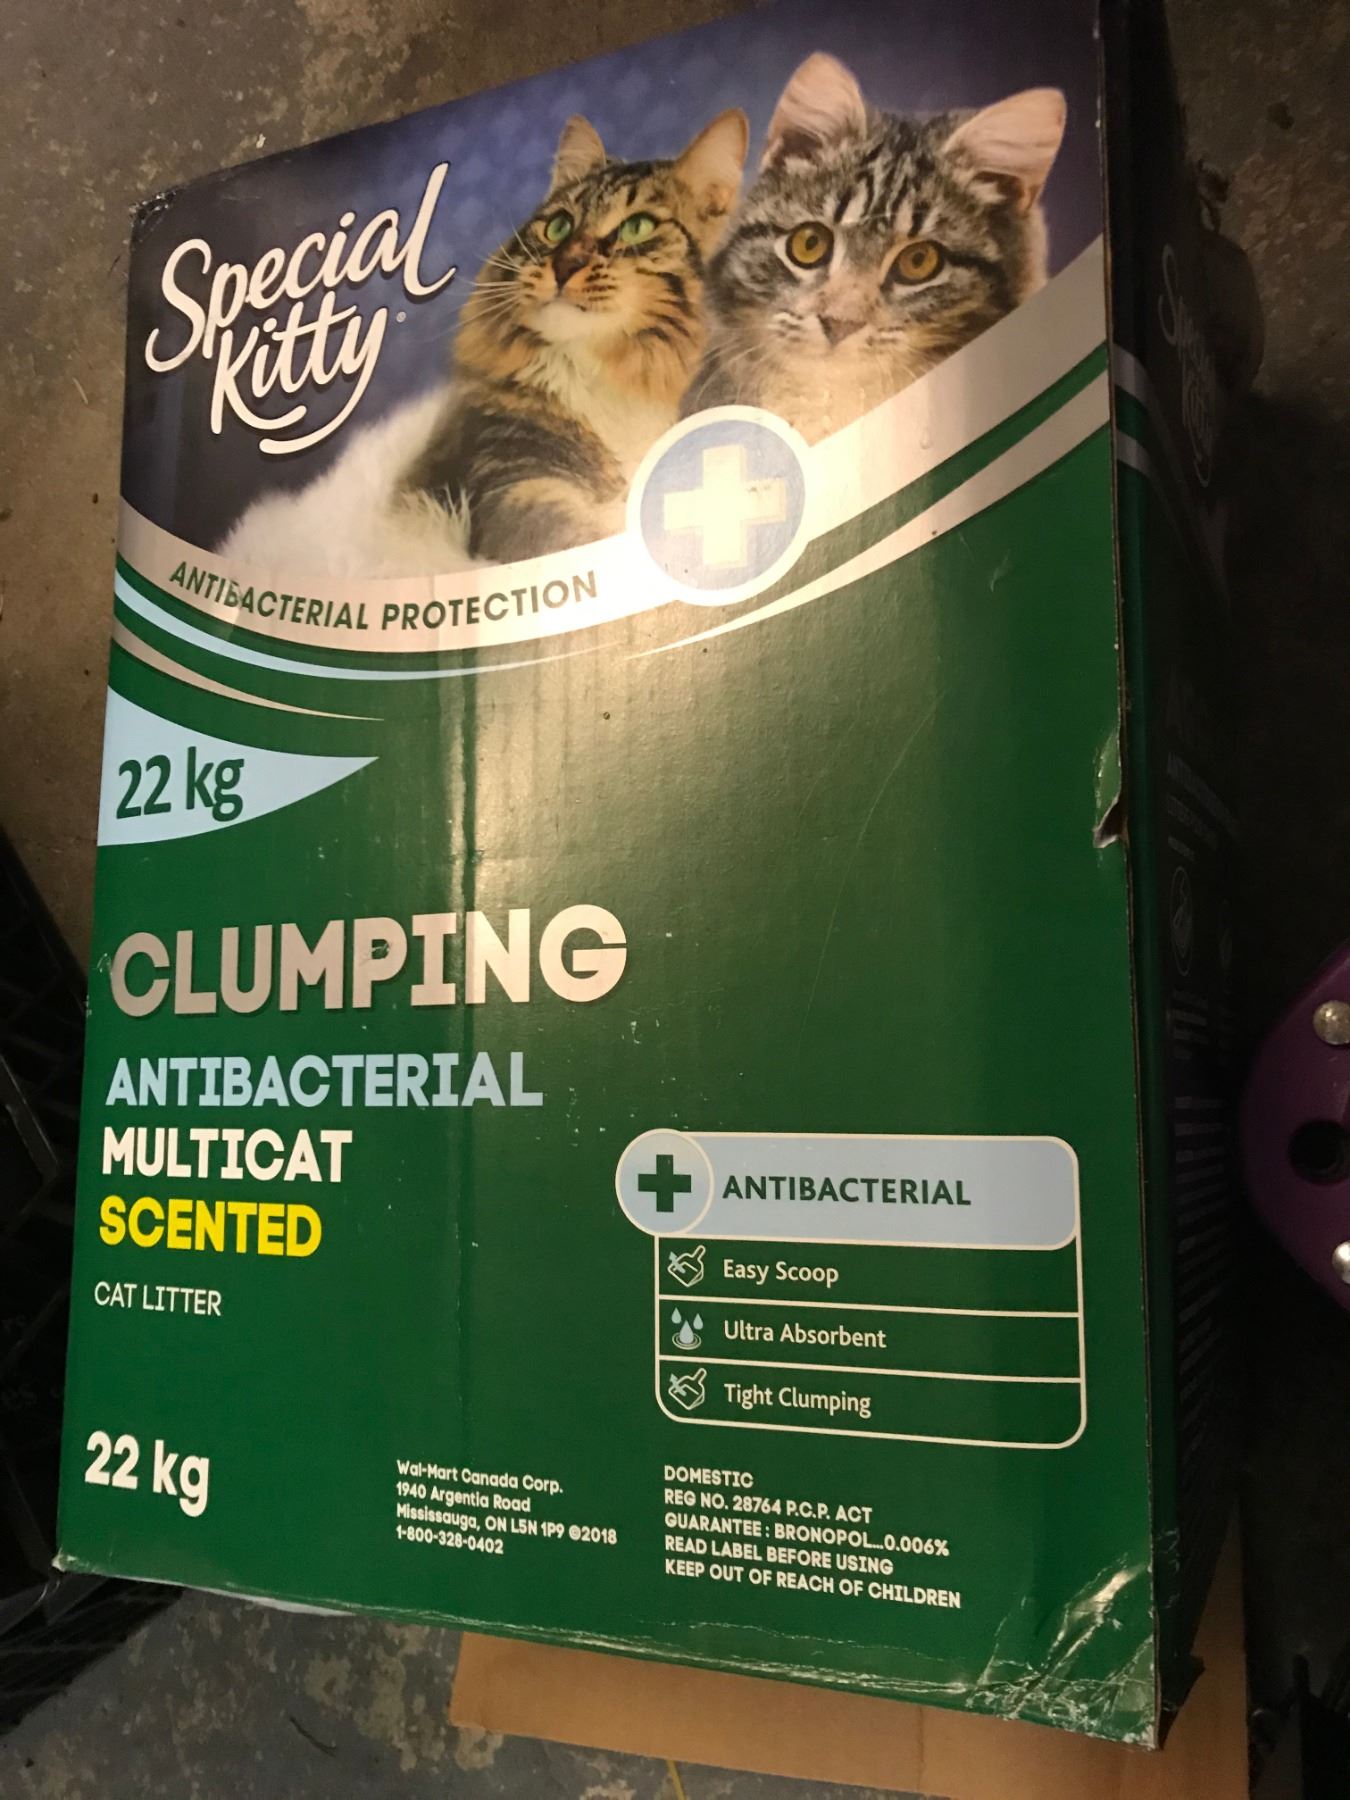 Special
Kitty®
ANTIBACTERIAL PROTECTION
22 kg
CLUMPING
ANTIBACTERIAL
MULTICAT
SCENTED
CAT LITTER
ANTIBACTERIAL
Easy Scoop
Ultra Absorbent
Tight Clumping
22 kg
Wal-Mart Canada Corp.
1940 Argentia Road
Mississauga, ON L5N 1P9 ©2018
1-800-328-0402
DOMESTIC
REG NO. 28764 P.C.P. ACT
GUARANTEE : BRONOPOL...0.006%
READ LABEL BEFORE USING
KEEP OUT OF REACH OF CHILDREN
Special
Kitty